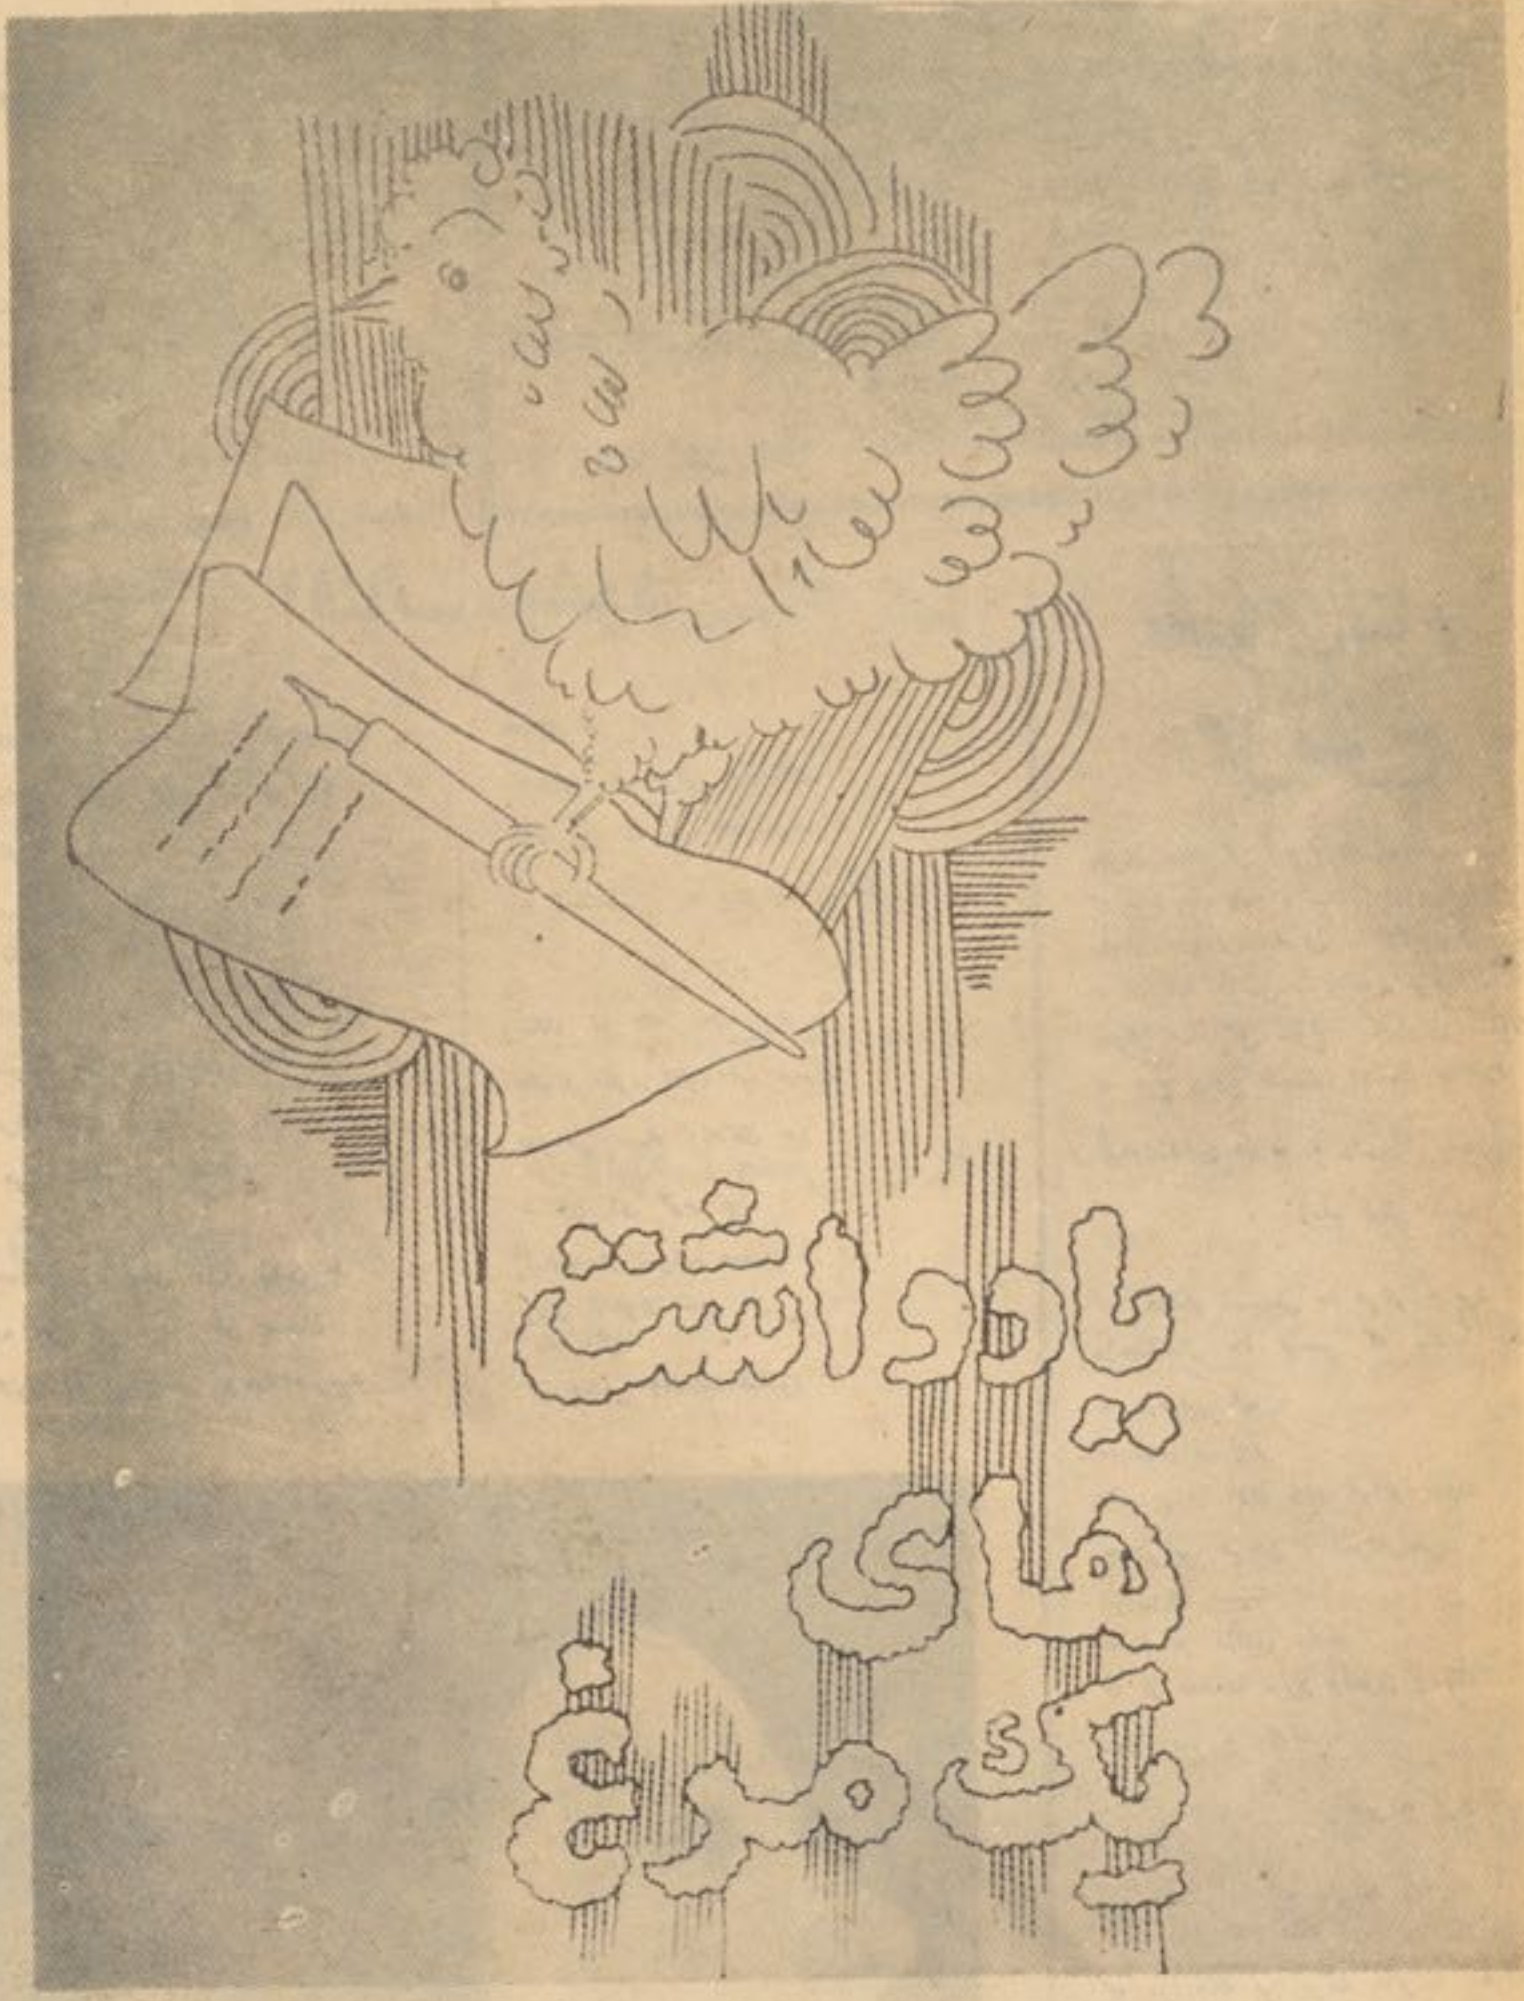 یادداشت
های
یک مرغ